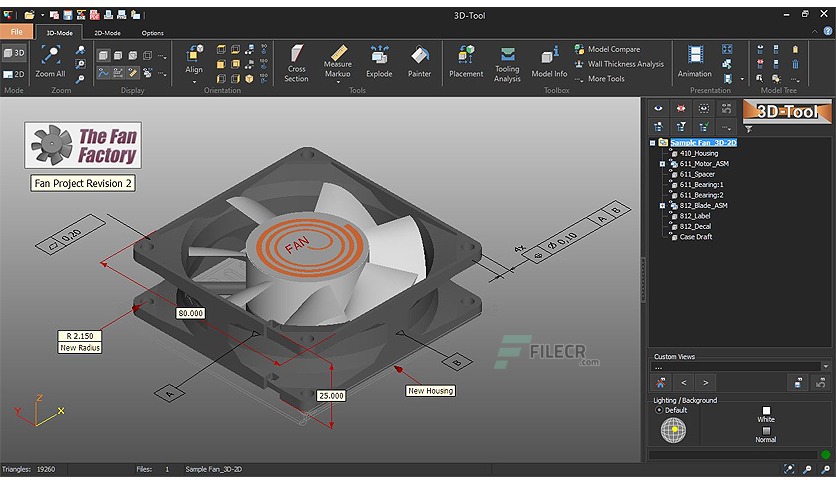 3D-Tool
File
3D-Mode
2D-Mode
Options
3D
2D
Mode
Zoom All
Zoom
Display
Align
Orientation
Cross
Section
Measure
Markup
Explode
Painter
Tools
Placement
Tooling
Analysis
Model Info
Model Compare
Wall Thickness Analysis
More Tools
Toolbox
Animation
Presentation
Model Tree
The Fan
Factory
Fan Project Revision 2
0,20
80.000
R 2.150
New Radius
FAN
4x
Ø 0,10
A
B
A
B
25.000
New Housing
FILECR
.com
Z
Y
X
3D-Tool
Sample Fan_3D-2D
410_Housing
611_Motor_ASM
611_Spacer
611_Bearing:1
611_Bearing:2
812_Blade_ASM
812_Label
812_Decal
Case Draft
Custom Views
...
<
>
Lighting / Background
Default
White
Normal
Triangles: 19260
Files: 1
Sample Fan_3D-2D